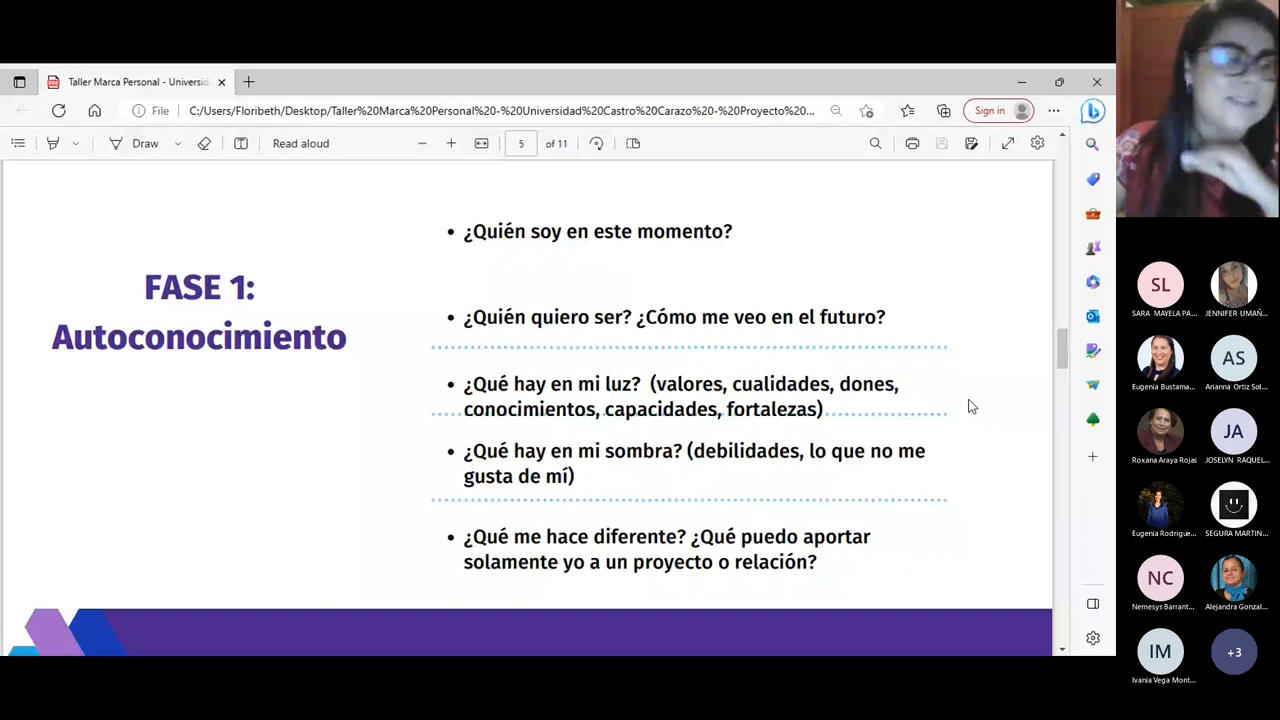 Taller Marca Personal - Universid
File
C:/Users/Floribeth/Desktop/Taller%20Marca%20Personal%20-%20Universidad%20Castro%20Carazo%20-%20Proyecto%20...
Sign in
Draw
Read aloud
5
of 11
FASE 1:
Autoconocimiento
• ¿Quién soy en este momento?
• ¿Quién quiero ser? ¿Cómo me veo en el futuro?
• ¿Qué hay en mi luz? (valores, cualidades, dones,
conocimientos, capacidades, fortalezas)
• ¿Qué hay en mi sombra? (debilidades, lo que no me
gusta de mí)
• ¿Qué me hace diferente? ¿Qué puedo aportar
solamente yo a un proyecto o relación?
SL
SARA MAYELA PA...
JENNIFER UMAÑ...
Eugenia Bustama...
AS
Arianna Ortiz Sol...
Roxana Araya Rojas
JA
JOSELYN RAQUEL...
Eugenia Rodrigue...
SEGURA MARTIN...
NC
Nemesys Barrant...
Alejandra Gonzal...
IM
Ivania Vega Mont...
+3